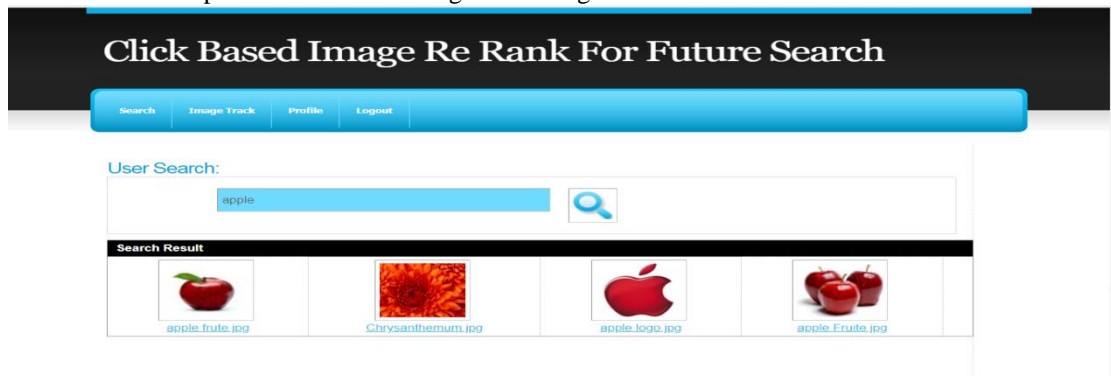 Click Based Image Re Rank For Future Search
Search Image Track Profile Logout
User Search:
apple
Search Result
apple frute.jpg Chrysanthemum.jpg apple logo.jpg apple Fruite.jpg